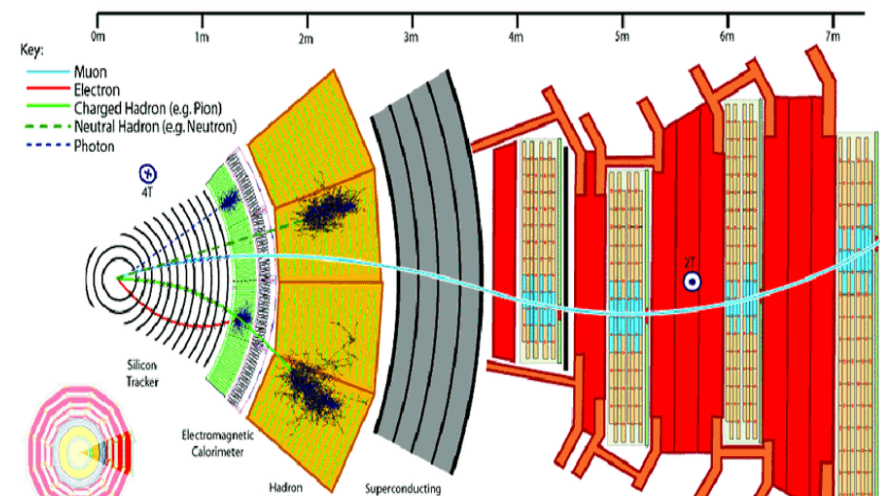 0m 1m 2m 3m 4m 5m 6m 7m
Key:
Muon
Electron
Charged Hadron (e.g. Pion)
Neutral Hadron (e.g. Neutron)
Photon
4T
2T
Silicon
Tracker
Electromagnetic
Calorimeter
Hadron
Superconducting